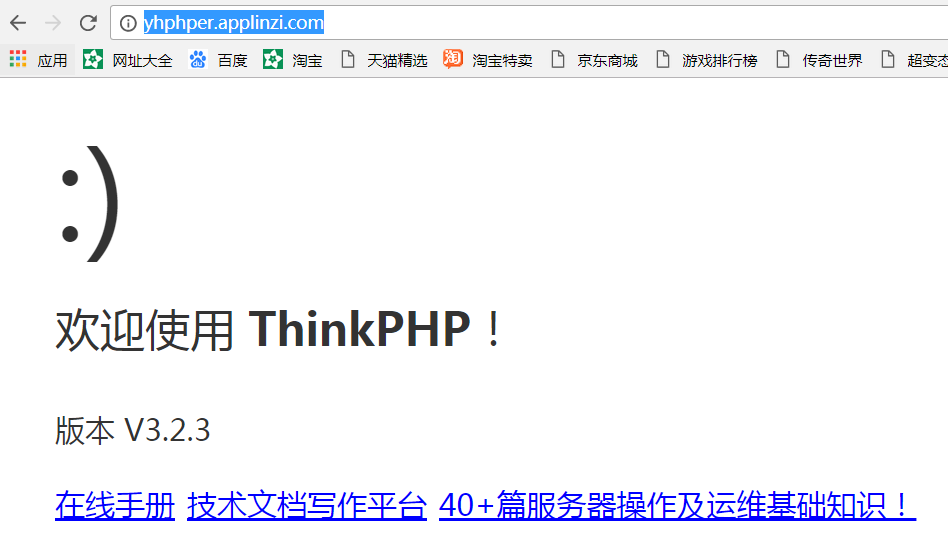 yhphper.applinzi.com
应用 网址大全 百度 淘宝 天猫精选 淘 淘宝特卖 京东商城 游戏排行榜 传奇世界 超变态
:)
欢迎使用 ThinkPHP！
版本 V3.2.3
在线手册 技术文档写作平台 40+篇服务器操作及运维基础知识！